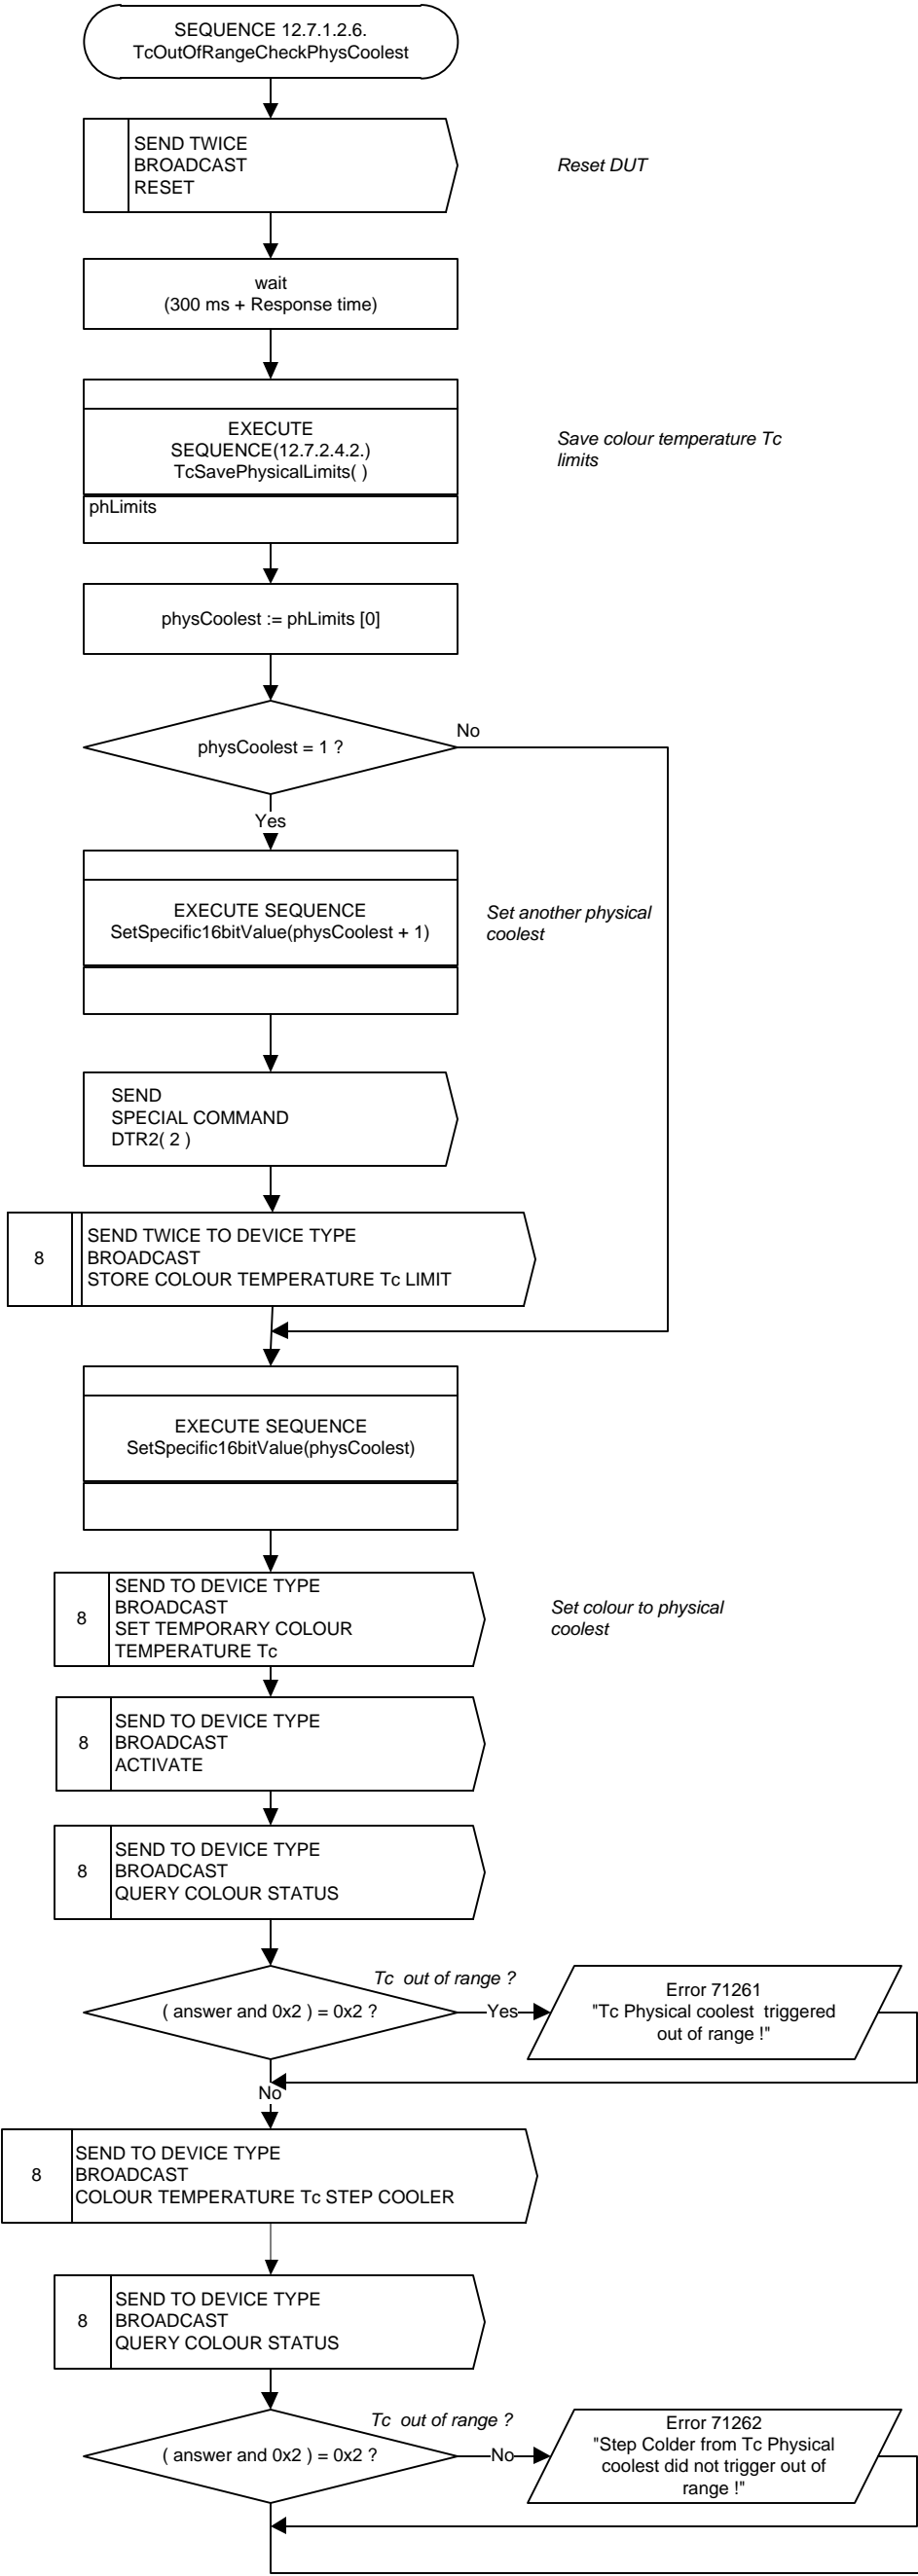 SEQUENCE 12.7.1.2.6.
TcOutOfRangeCheckPhysCoolest
SEND TWICE
BROADCAST
RESET
Reset DUT
wait
(300 ms + Response time)
EXECUTE
SEQUENCE(12.7.2.4.2.)
TcSavePhysicalLimits( )
phLimits
Save colour temperature Tc
limits
physCoolest := phLimits [0]
physCoolest = 1 ?
No
Yes
EXECUTE SEQUENCE
SetSpecific16bitValue(physCoolest + 1)
Set another physical
coolest
SEND
SPECIAL COMMAND
DTR2( 2 )
8
SEND TWICE TO DEVICE TYPE
BROADCAST
STORE COLOUR TEMPERATURE Tc LIMIT
EXECUTE SEQUENCE
SetSpecific16bitValue(physCoolest)
8
SEND TO DEVICE TYPE
BROADCAST
SET TEMPORARY COLOUR
TEMPERATURE Tc
Set colour to physical
coolest
8
SEND TO DEVICE TYPE
BROADCAST
ACTIVATE
8
SEND TO DEVICE TYPE
BROADCAST
QUERY COLOUR STATUS
Tc out of range ?
( answer and 0x2 ) = 0x2 ?
Yes
Error 71261
"Tc Physical coolest triggered
out of range !"
No
8
SEND TO DEVICE TYPE
BROADCAST
COLOUR TEMPERATURE Tc STEP COOLER
8
SEND TO DEVICE TYPE
BROADCAST
QUERY COLOUR STATUS
Tc out of range ?
( answer and 0x2 ) = 0x2 ?
No
Error 71262
"Step Colder from Tc Physical
coolest did not trigger out of
range !"